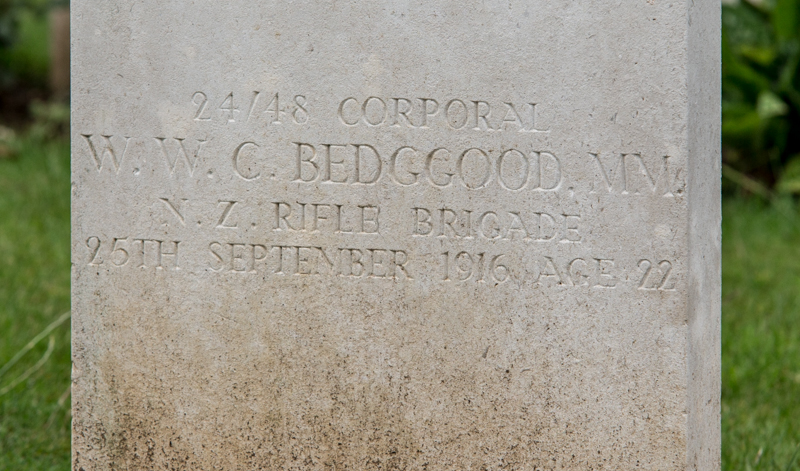 24/48 CORPORAL
W. W. C. BEDGGOOD. MM.
N. Z. RIFLE BRIGADE
25TH SEPTEMBER 1916 AGE 22